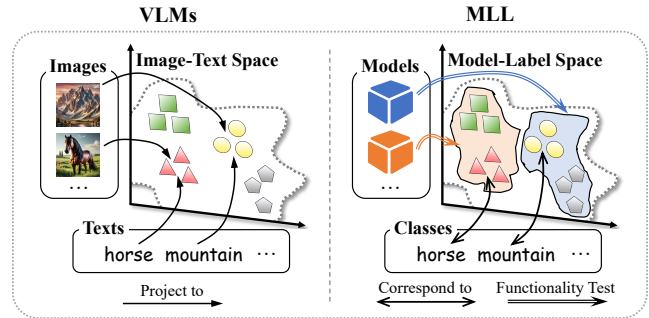 VLMs
Images
Image-Text Space
...
Texts
horse mountain ...
Project to
MLL
Models
Model-Label Space
...
Classes
horse mountain ...
Correspond to
Functionality Test